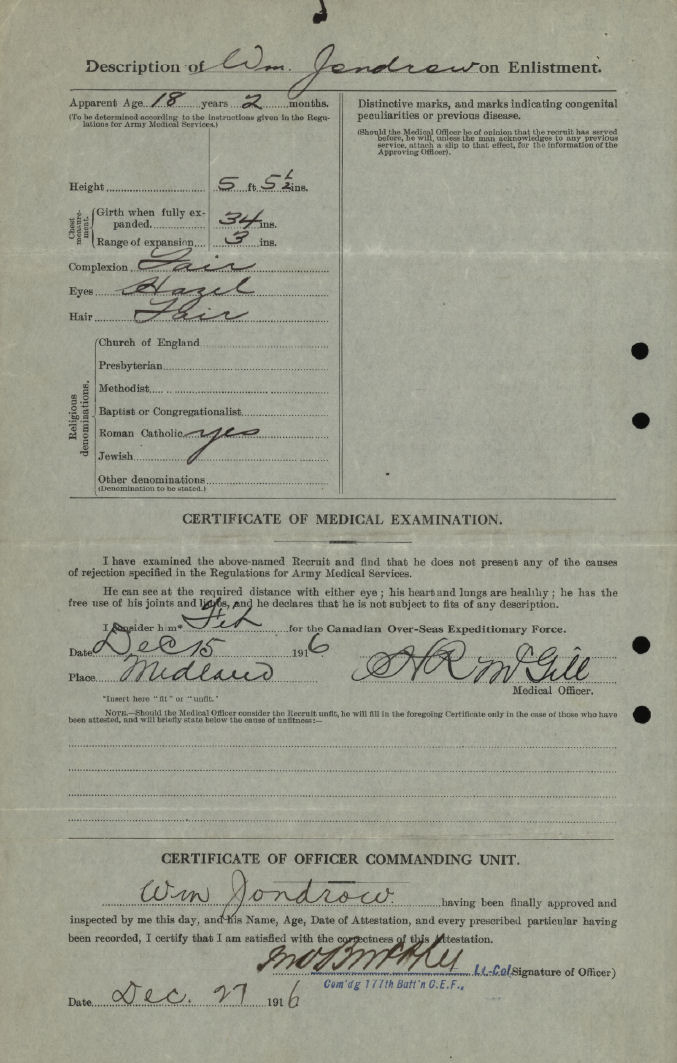 Description of Wm. Jondrow on Enlistment.
Apparent Age 18 years 2 months.
(To be determined according to the instructions given in the Regu-
lations for Army Medical Services.)
Height 5 ft. 5½ ins.
Chest
measure-
ment.
Girth when fully ex-
panded 34 ins.
Range of expansion 3 ins.
Complexion Fair
Eyes Hazel
Hair Fair
Religious
denominations.
Church of England
Presbyterian
Methodist
Baptist or Congregationalist
Roman Catholic yes
Jewish
Other denominations
(Denomination to be stated.)
Distinctive marks, and marks indicating congenital
peculiarities or previous disease.
(Should the Medical Officer be of opinion that the recruit has served
before, he will, unless the man acknowledges to any previous
service, attach a slip to that effect, for the information of the
Approving Officer).
CERTIFICATE OF MEDICAL EXAMINATION.
I have examined the above-named Recruit and find that he does not present any of the causes
of rejection specified in the Regulations for Army Medical Services.
He can see at the required distance with either eye ; his heart and lungs are healthy ; he has the
free use of his joints and limbs, and he declares that he is not subject to fits of any description.
I consider him* Fit for the Canadian Over-Seas Expeditionary Force.
Date Dec 15 1916
Place Midland
HR McGill
Medical Officer.
*Insert here "fit" or "unfit."
NOTE.—Should the Medical Officer consider the Recruit unfit, he will fill in the foregoing Certificate only in the case of those who have
been attested, and will briefly state below the cause of unfitness:—
CERTIFICATE OF OFFICER COMMANDING UNIT.
Wm Jondrow having been finally approved and
inspected by me this day, and his Name, Age, Date of Attestation, and every prescribed particular having
been recorded, I certify that I am satisfied with the correctness of this Attestation.
Lt-Col (Signature of Officer)
Com'dg 177th Batt'n C.E.F.,
Date Dec. 27 1916